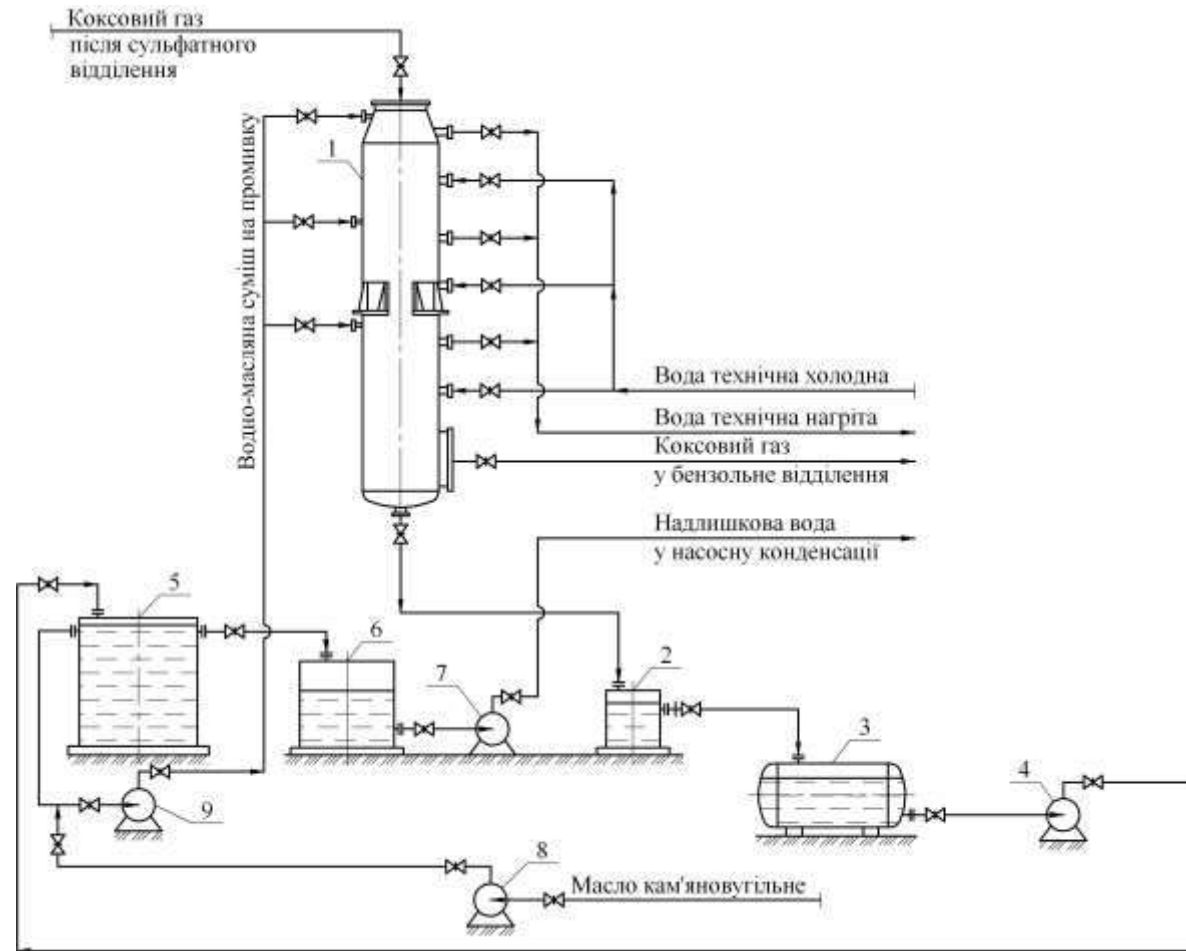 Коксовий газ
після сульфатного
відділення
Водно-масляна суміш на промивку
1
Вода технічна холодна
Вода технічна нагріта
Коксовий газ
у бензольне відділення
Надлишкова вода
у насосну конденсації
5
6
7
2
3
4
9
8
Масло кам'яновугільне